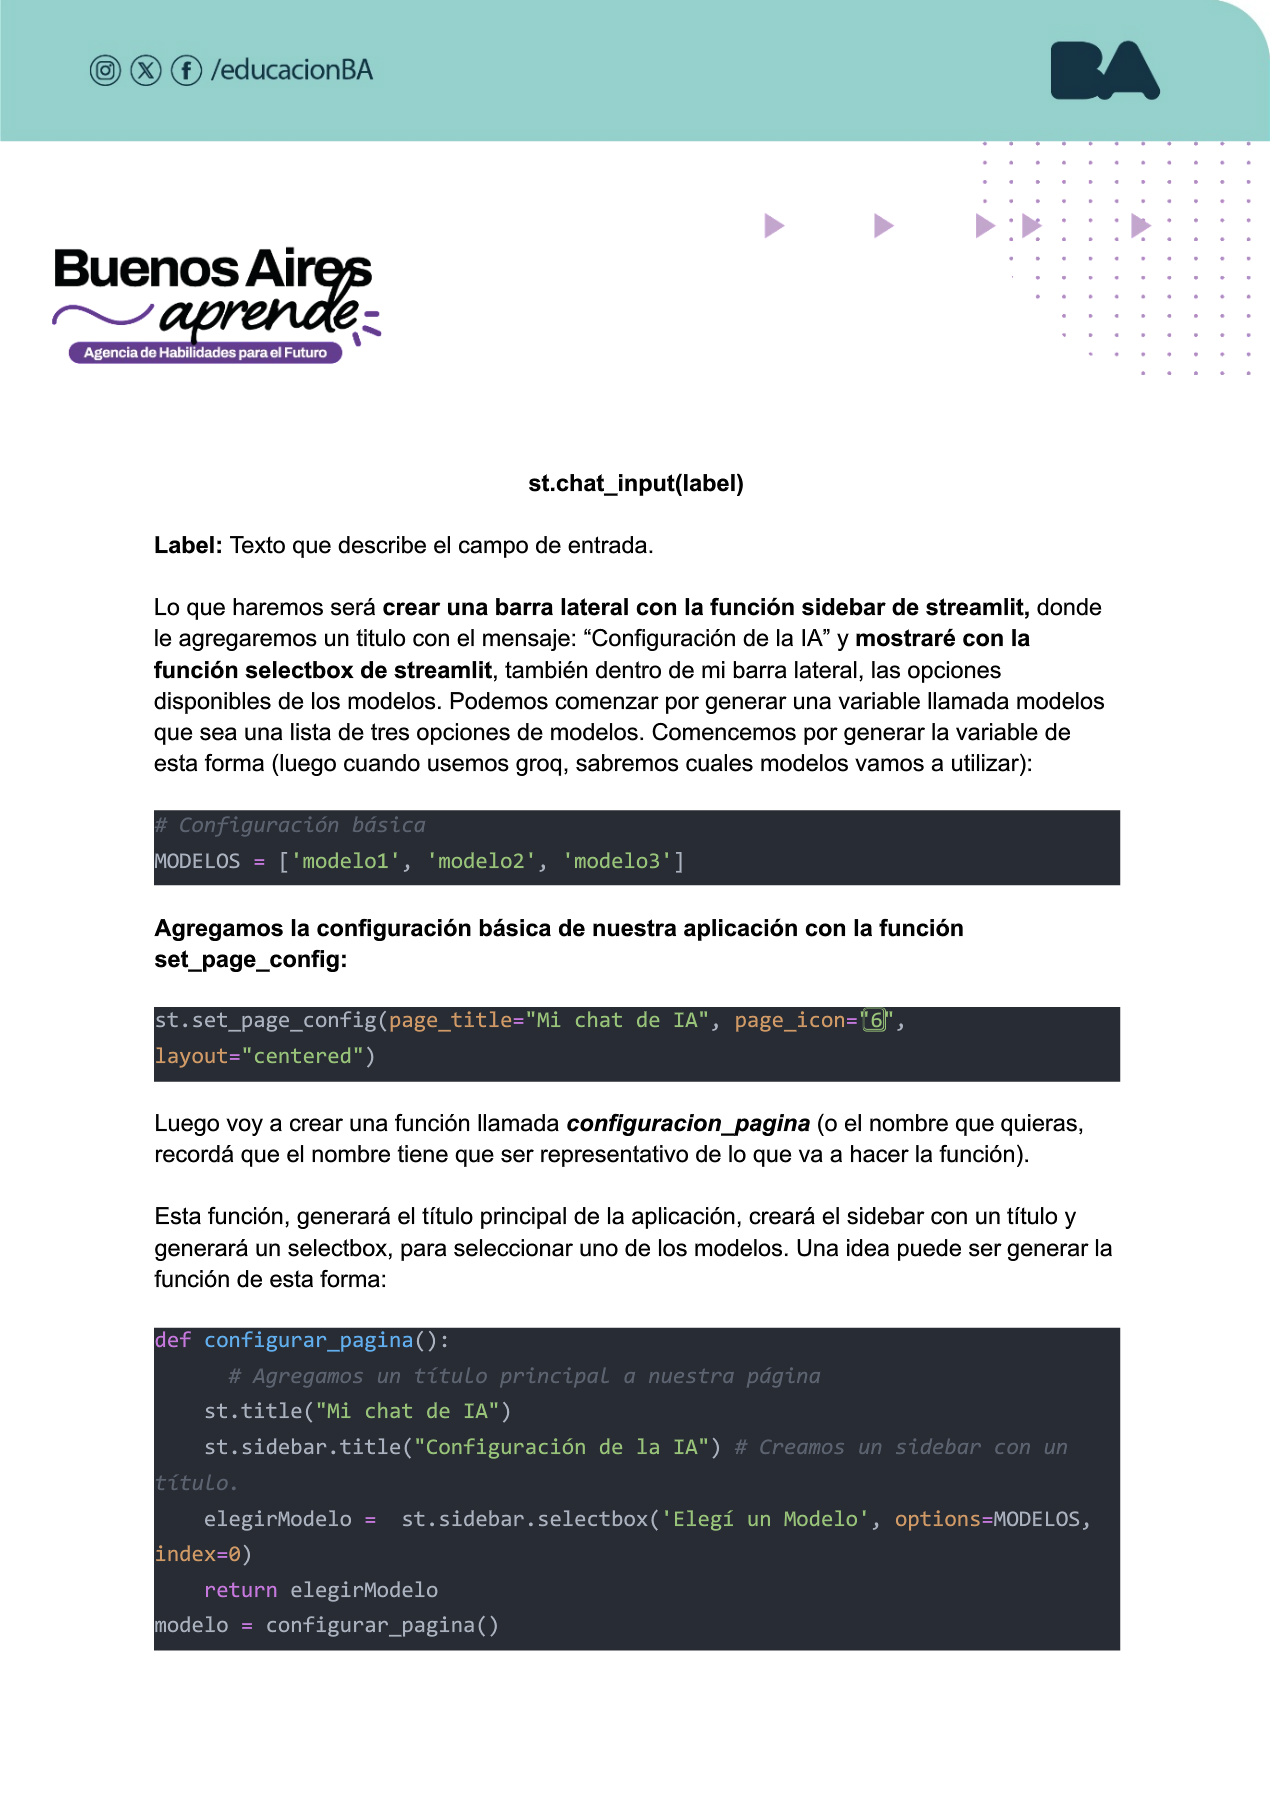 /educacionBA
BA
Buenos Aires
aprende
Agencia de Habilidades para el Futuro
st.chat_input(label)
Label: Texto que describe el campo de entrada.
Lo que haremos será crear una barra lateral con la función sidebar de streamlit, donde
le agregaremos un titulo con el mensaje: “Configuración de la IA” y mostraré con la
función selectbox de streamlit, también dentro de mi barra lateral, las opciones
disponibles de los modelos. Podemos comenzar por generar una variable llamada modelos
que sea una lista de tres opciones de modelos. Comencemos por generar la variable de
esta forma (luego cuando usemos groq, sabremos cuales modelos vamos a utilizar):
# Configuración básica
MODELOS = ['modelo1', 'modelo2', 'modelo3']
Agregamos la configuración básica de nuestra aplicación con la función
set_page_config:
st.set_page_config(page_title="Mi chat de IA", page_icon="6",
layout="centered")
Luego voy a crear una función llamada configuracion_pagina (o el nombre que quieras,
recordá que el nombre tiene que ser representativo de lo que va a hacer la función).
Esta función, generará el título principal de la aplicación, creará el sidebar con un título y
generará un selectbox, para seleccionar uno de los modelos. Una idea puede ser generar la
función de esta forma:
def configurar_pagina():
# Agregamos un título principal a nuestra página
st.title("Mi chat de IA")
st.sidebar.title("Configuración de la IA") # Creamos un sidebar con un
título.
elegirModelo =  st.sidebar.selectbox('Elegí un Modelo', options=MODELOS,
index=0)
return elegirModelo
modelo = configurar_pagina()